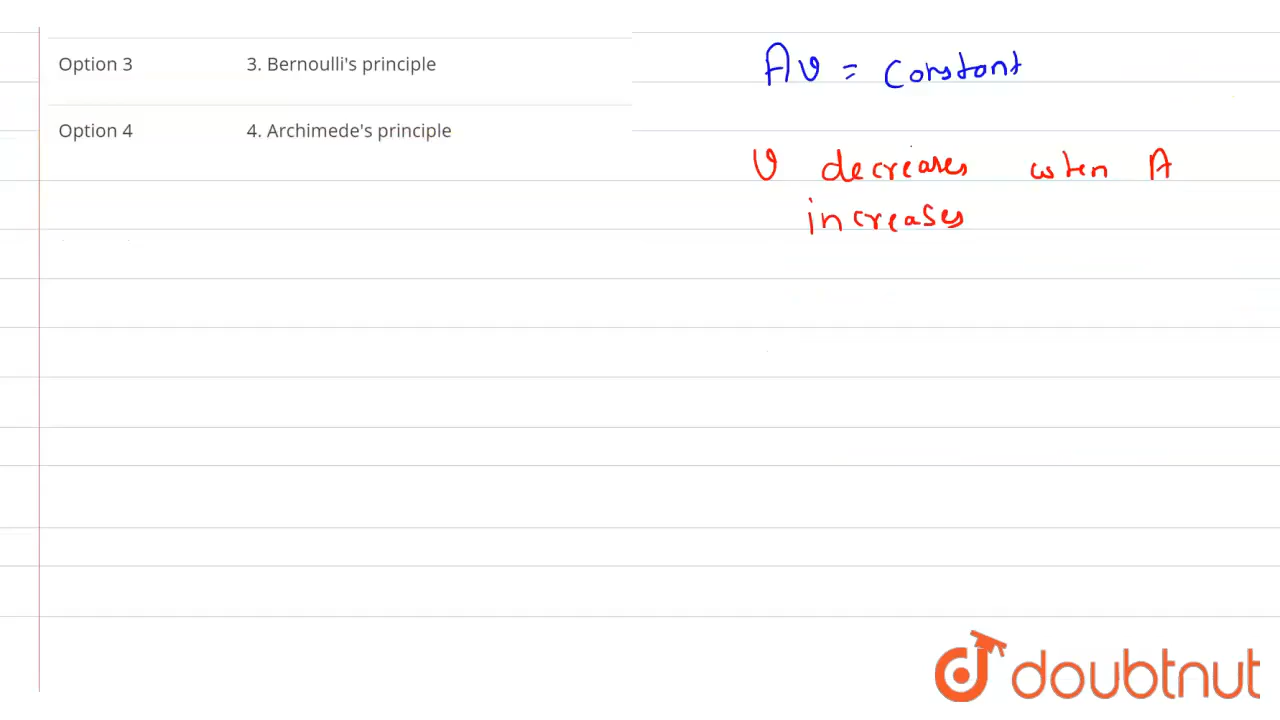 Option 3 3. Bernoulli's principle
Option 4 4. Archimede's principle
Av = constant
v decreases when A
increases
doubtnut